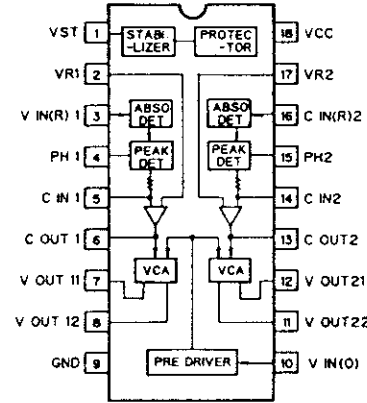 VST 1 STABI -LIZER PROTEC -TOR 18 VCC
VR1 2 17 VR2
V IN(R) 1 3 ABSO DET ABSO DET 16 C IN(R)2
PH 1 4 PEAK DET PEAK DET 15 PH2
C IN 1 5 14 C IN2
C OUT 1 6 13 C OUT2
V OUT 11 7 VCA VCA 12 V OUT21
V OUT 12 8 11 V OUT22
GND 9 PRE DRIVER 10 V IN(O)